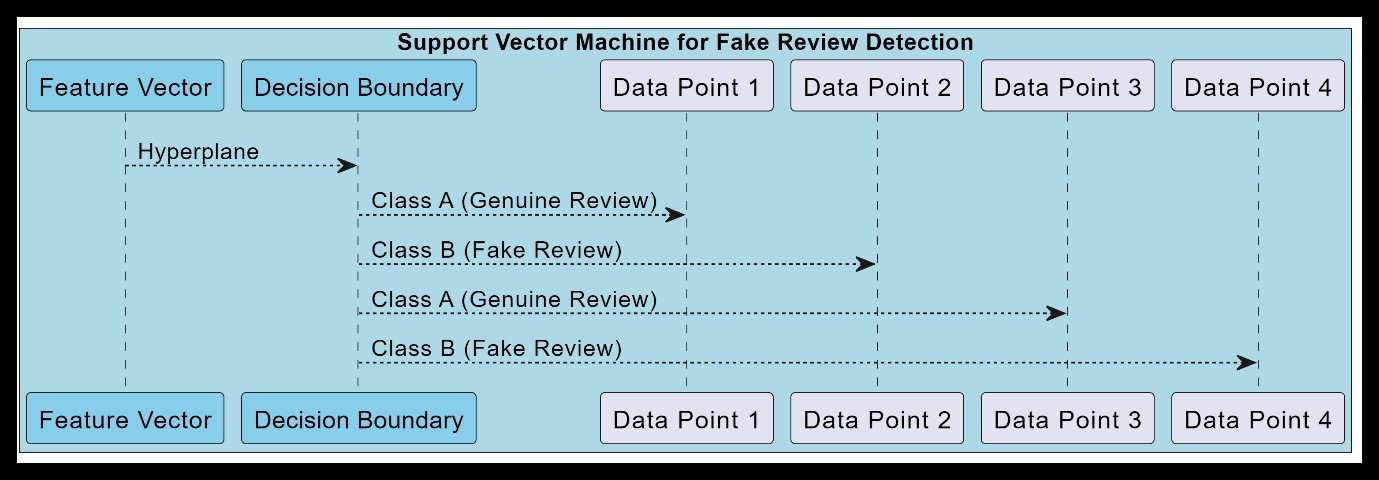 Support Vector Machine for Fake Review Detection
Feature Vector Decision Boundary Data Point 1 Data Point 2 Data Point 3 Data Point 4
Hyperplane
Class A (Genuine Review)
Class B (Fake Review)
Class A (Genuine Review)
Class B (Fake Review)
Feature Vector Decision Boundary Data Point 1 Data Point 2 Data Point 3 Data Point 4